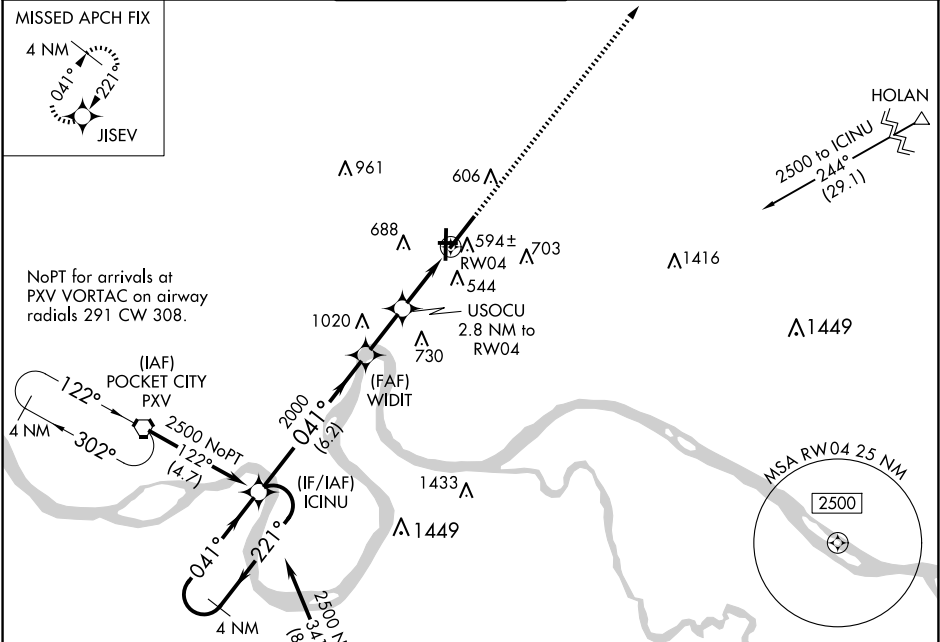 MISSED APCH FIX
4 NM
041°
221°
JISEV
HOLAN
2500 to ICINU
244°
(29.1)
961
606
688
594±
RW04
703
544
1416
NoPT for arrivals at
PXV VORTAC on airway
radials 291 CW 308.
USOCU
2.8 NM to
RW04
1020
730
1449
(IAF)
POCKET CITY
PXV
(FAF)
WIDIT
122°
302°
4 NM
2500 NoPT
122°
(4.7)
2000
041°
(6.2)
(IF/IAF)
ICINU
1433
1449
MSA RW04 25 NM
2500
041°
221°
4 NM
2500